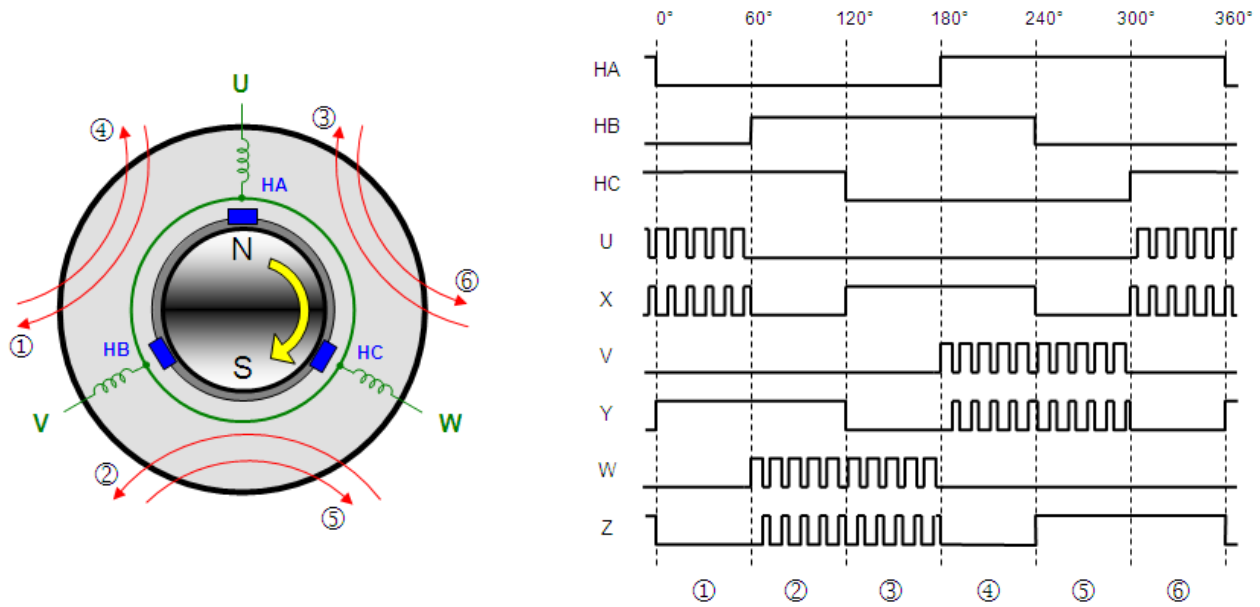 U
④
③
HA
N
⑥
①
HB
S
HC
V
W
②
⑤
0° 60° 120° 180° 240° 300° 360°
HA
HB
HC
U
X
V
Y
W
Z
① ② ③ ④ ⑤ ⑥